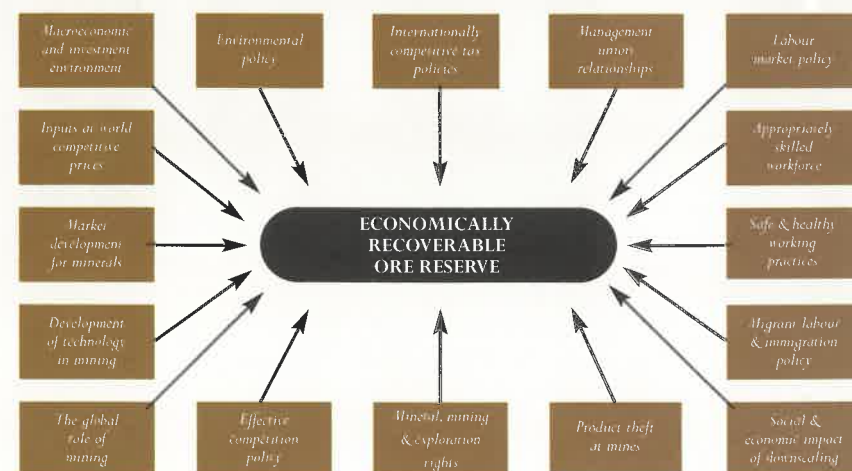 Macroeconomic
and investment
environment
Environmental
policy
Internationally
competitive tax
policies
Management
unions
relationships
Labour
market policy
Inputs at world
competitive
prices
Appropriately
skilled
workforce
Market
development
for minerals
ECONOMICALLY
RECOVERABLE
ORE RESERVE
Safe & healthy
working
practices
Development
of technology
in mining
Migrant labour
& immigration
policy
The global
role of
mining
Effective
competition
policy
Mineral, mining
& exploration
rights
Product theft
at mines
Social &
economic impact
of downscaling